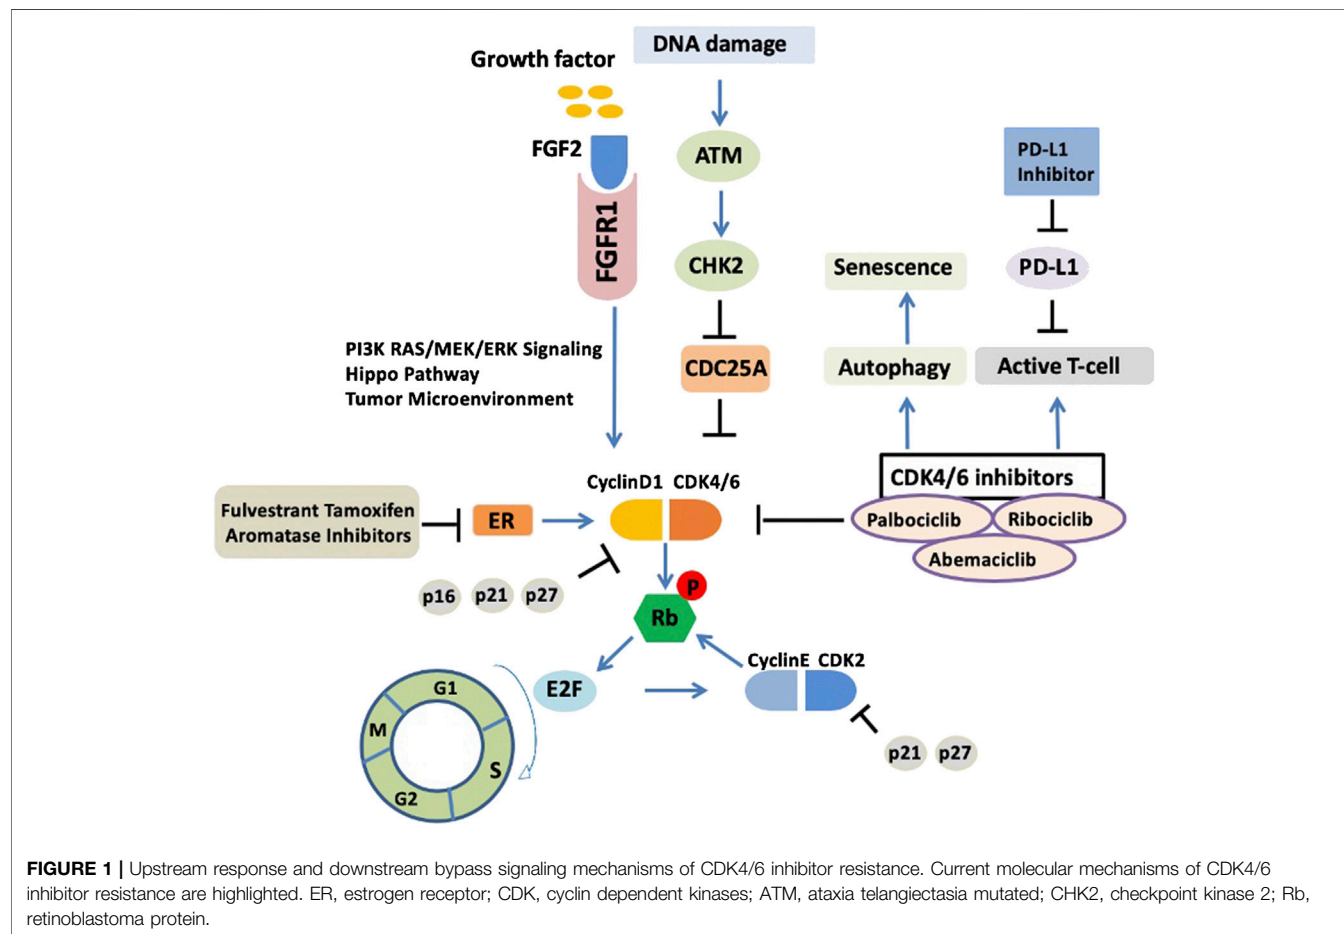 DNA damage
Growth factor
FGF2
FGFR1
ATM
CHK2
CDC25A
PD-L1
Inhibitor
PD-L1
Senescence
Autophagy
Active T-cell
PI3K RAS/MEK/ERK Signaling
Hippo Pathway
Tumor Microenvironment
CDK4/6 inhibitors
Palbociclib
Ribociclib
Abemaciclib
CyclinD1 CDK4/6
Fulvestrant Tamoxifen
Aromatase Inhibitors
ER
p16 p21 p27
P
Rb
E2F
CyclinE CDK2
p21 p27
G1
M
S
G2
FIGURE 1 | Upstream response and downstream bypass signaling mechanisms of CDK4/6 inhibitor resistance. Current molecular mechanisms of CDK4/6
inhibitor resistance are highlighted. ER, estrogen receptor; CDK, cyclin dependent kinases; ATM, ataxia telangiectasia mutated; CHK2, checkpoint kinase 2; Rb,
retinoblastoma protein.